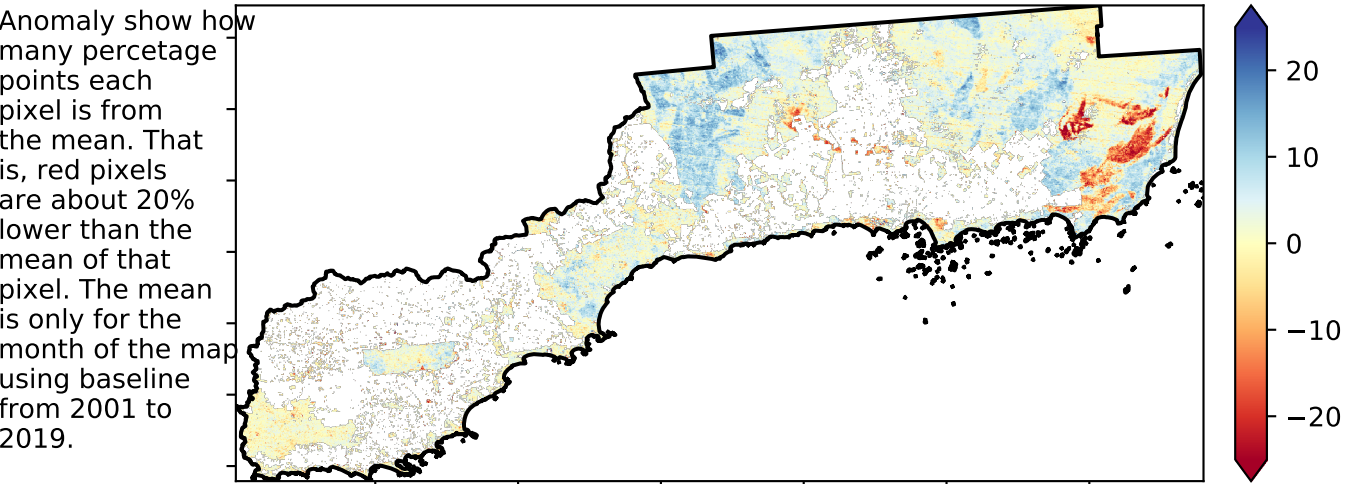 Anomaly show how
many percetage
points each
pixel is from
the mean. That
is, red pixels
are about 20%
lower than the
mean of that
pixel. The mean
is only for the
month of the map
using baseline
from 2001 to
2019.
20
10
0
−10
−20